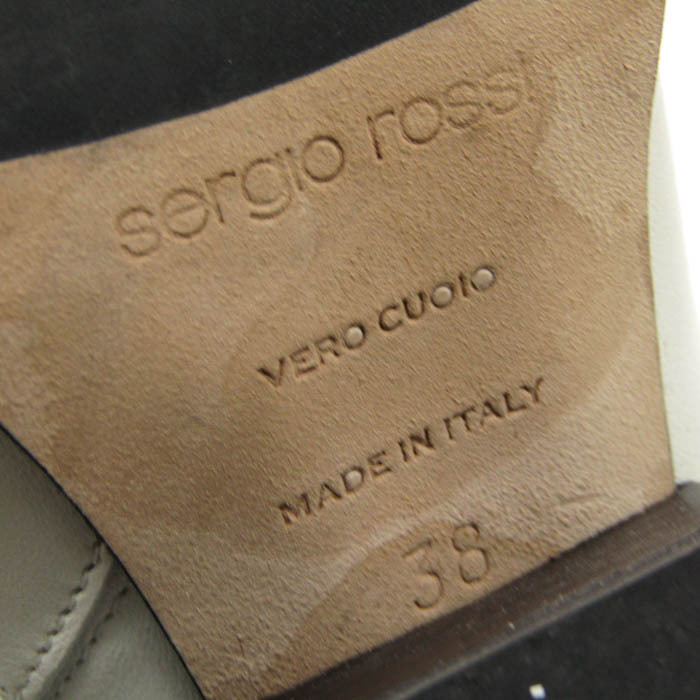 sergio rossi
VERO CUOIO
MADE IN ITALY
38